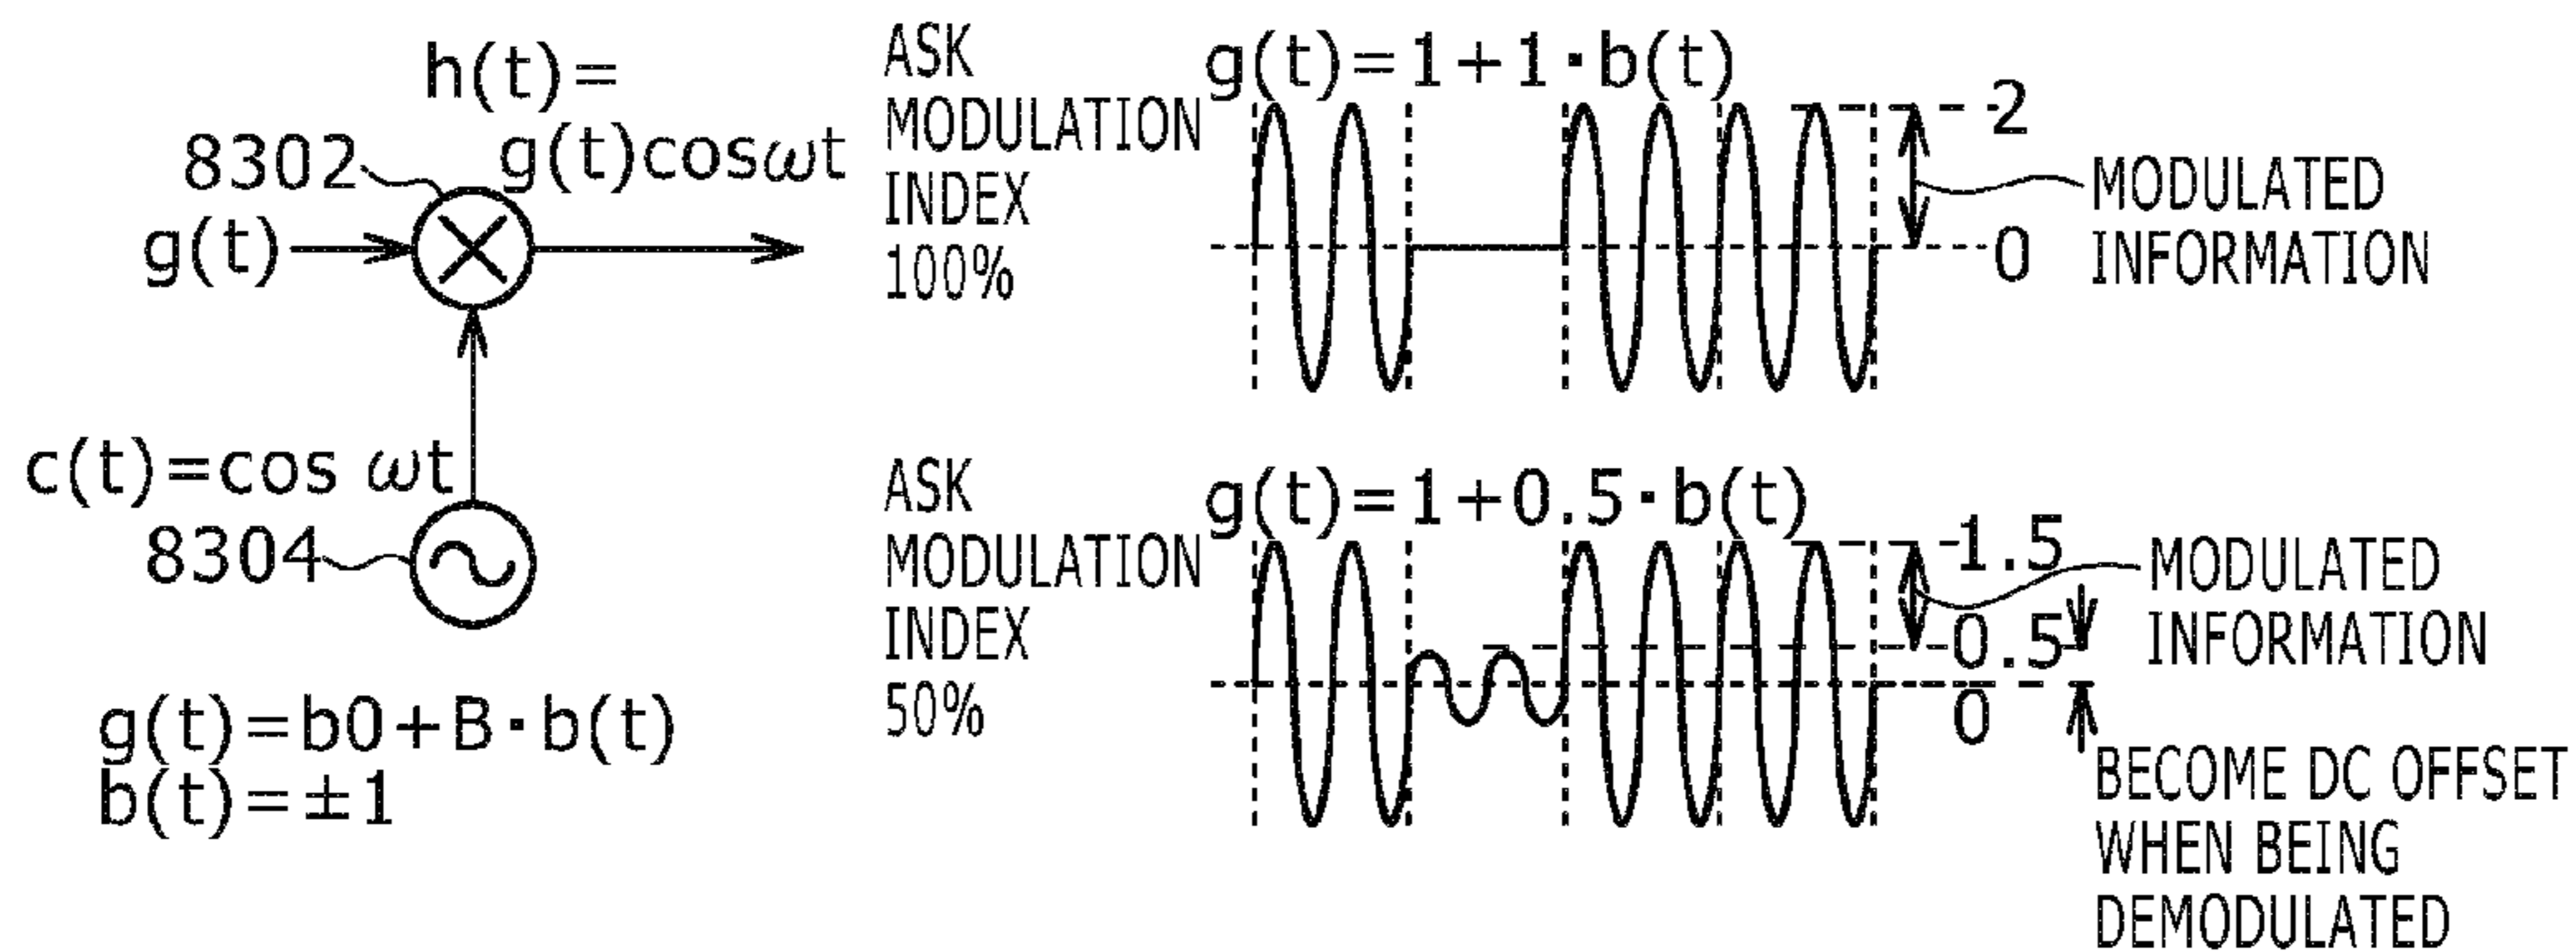 h(t)=
g(t)cosωt
8302
g(t)
c(t)=cos ωt
8304
g(t)=b0+B·b(t)
b(t)=±1
ASK
MODULATION
INDEX
100%
g(t)=1+1·b(t)
2
0
MODULATED
INFORMATION
ASK
MODULATION
INDEX
50%
g(t)=1+0.5·b(t)
1.5
0.5
0
MODULATED
INFORMATION
BECOME DC OFFSET
WHEN BEING
DEMODULATED